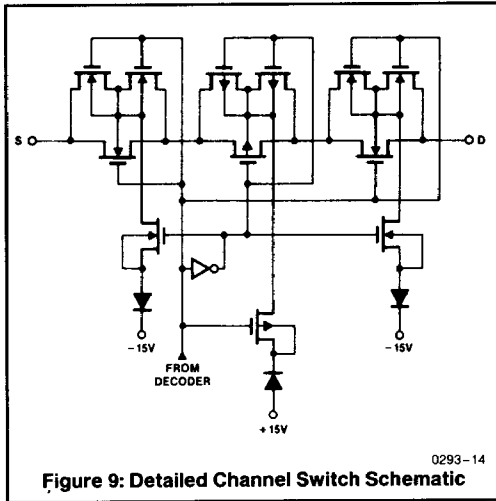 S
D
-15V
FROM
DECODER
+15V
-15V
0293-14
Figure 9: Detailed Channel Switch Schematic